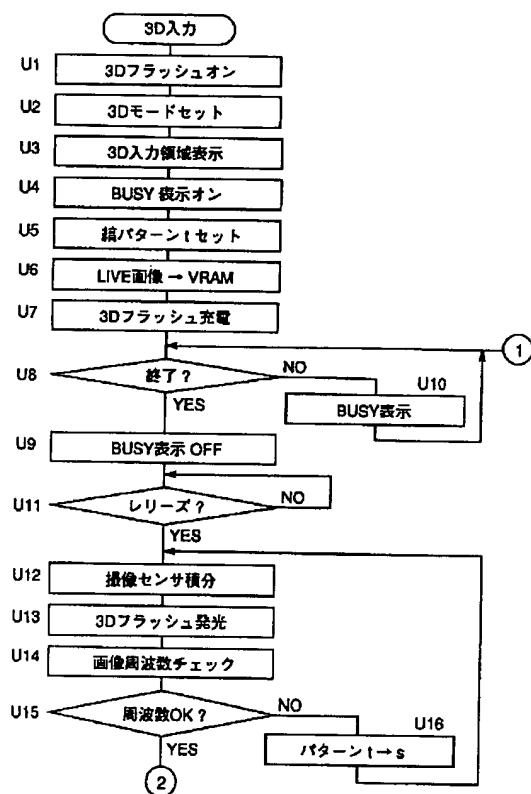 3D入力
U1 3Dフラッシュオン
U2 3Dモードセット
U3 3D入力領域表示
U4 BUSY 表示オン
U5 縞パターン t セット
U6 LIVE画像 → VRAM
U7 3Dフラッシュ充電
1
U8 終了? NO
U10
YES BUSY表示
U9 BUSY表示 OFF
U11 レリーズ? NO
YES
U12 撮像センサ積分
U13 3Dフラッシュ発光
U14 画像周波数チェック
U15 周波数OK? NO
U16
YES パターン t→s
2